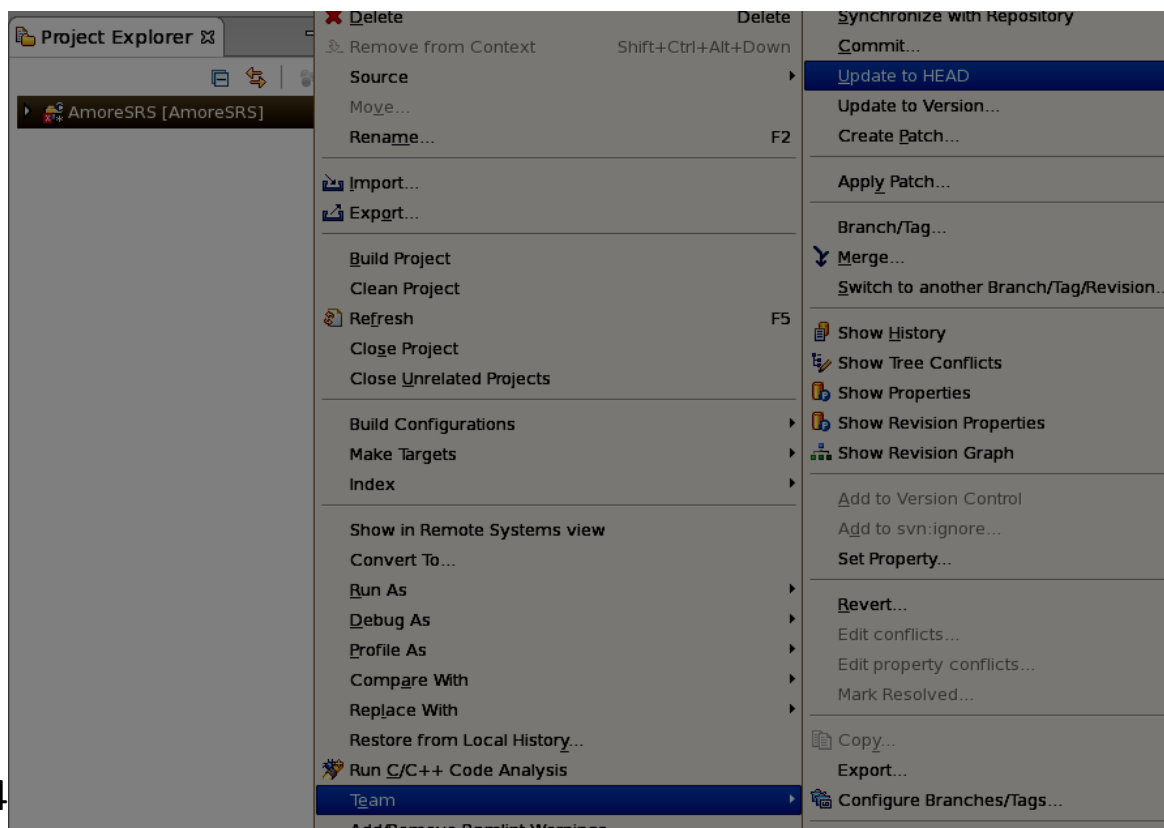 Project Explorer
AmoreSRS [AmoreSRS]
Delete Delete
Remove from Context Shift+Ctrl+Alt+Down
Source
Move...
Rename... F2
Import...
Export...
Build Project
Clean Project
Refresh F5
Close Project
Close Unrelated Projects
Build Configurations
Make Targets
Index
Show in Remote Systems view
Convert To...
Run As
Debug As
Profile As
Compare With
Replace With
Restore from Local History...
Run C/C++ Code Analysis
Team
Add/Remove Ramlint Warnings
Synchronize with Repository
Commit...
Update to HEAD
Update to Version...
Create Patch...
Apply Patch...
Branch/Tag...
Merge...
Switch to another Branch/Tag/Revision..
Show History
Show Tree Conflicts
Show Properties
Show Revision Properties
Show Revision Graph
Add to Version Control
Add to svn:ignore...
Set Property...
Revert...
Edit conflicts...
Edit property conflicts...
Mark Resolved...
Copy...
Export...
Configure Branches/Tags...
4